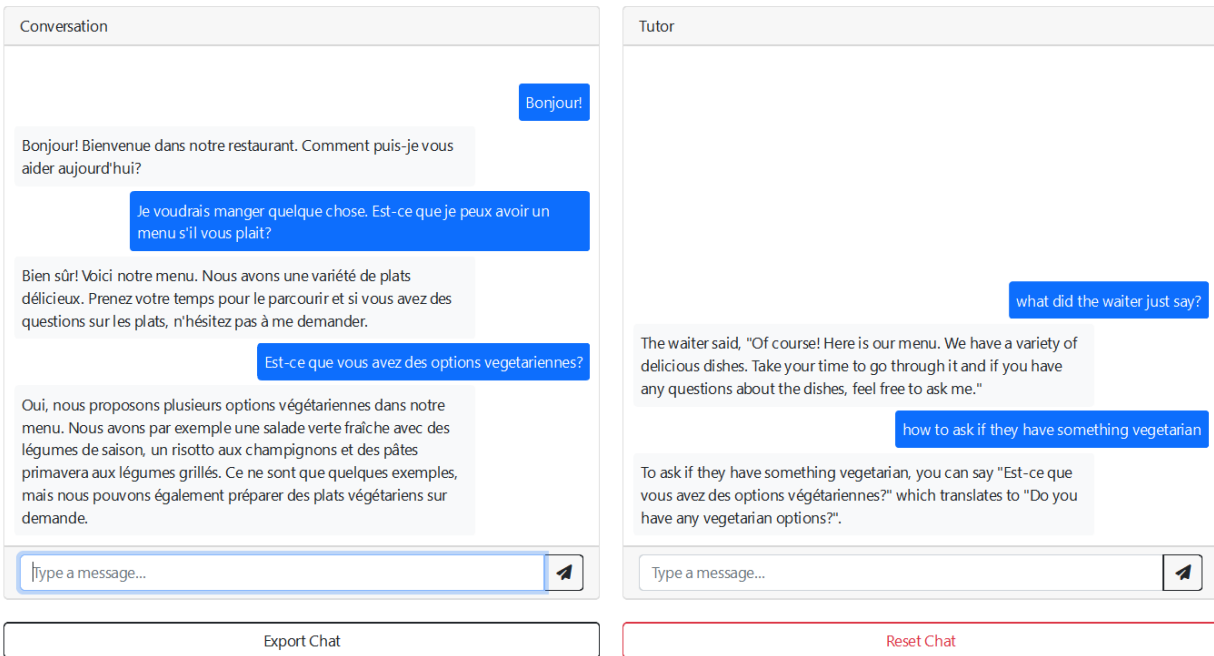 Conversation
Bonjour!
Bonjour! Bienvenue dans notre restaurant. Comment puis-je vous
aider aujourd'hui?
Je voudrais manger quelque chose. Est-ce que je peux avoir un
menu s'il vous plait?
Bien sûr! Voici notre menu. Nous avons une variété de plats
délicieux. Prenez votre temps pour le parcourir et si vous avez des
questions sur les plats, n'hésitez pas à me demander.
Est-ce que vous avez des options vegetariennes?
Oui, nous proposons plusieurs options végétariennes dans notre
menu. Nous avons par exemple une salade verte fraîche avec des
légumes de saison, un risotto aux champignons et des pâtes
primavera aux légumes grillés. Ce ne sont que quelques exemples,
mais nous pouvons également préparer des plats végétariens sur
demande.
Type a message...
Export Chat
Tutor
what did the waiter just say?
The waiter said, "Of course! Here is our menu. We have a variety of
delicious dishes. Take your time to go through it and if you have
any questions about the dishes, feel free to ask me."
how to ask if they have something vegetarian
To ask if they have something vegetarian, you can say "Est-ce que
vous avez des options végétariennes?" which translates to "Do you
have any vegetarian options?".
Type a message...
Reset Chat